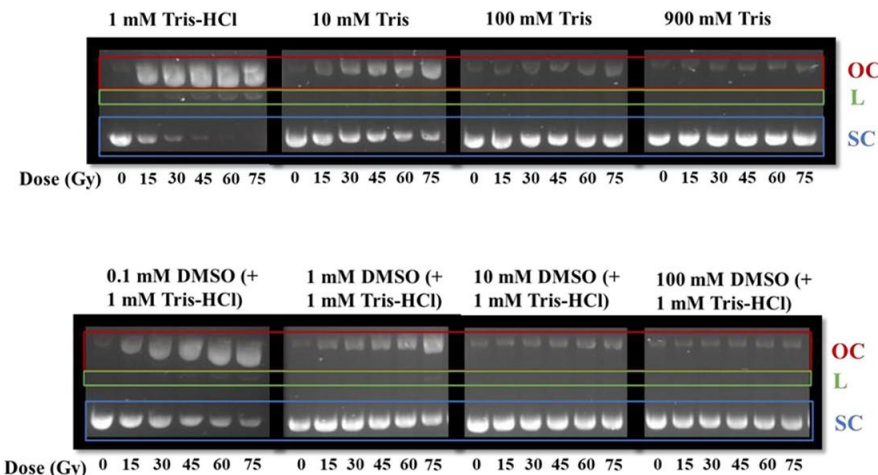 1 mM Tris-HCl 10 mM Tris 100 mM Tris 900 mM Tris
OC
L
SC
Dose (Gy) 0 15 30 45 60 75 0 15 30 45 60 75 0 15 30 45 60 75 0 15 30 45 60 75
0.1 mM DMSO (+ 1 mM DMSO (+ 10 mM DMSO (+ 100 mM DMSO (+
1 mM Tris-HCl) 1 mM Tris-HCl) 1 mM Tris-HCl) 1 mM Tris-HCl)
OC
L
SC
Dose (Gy) 0 15 30 45 60 75 0 15 30 45 60 75 0 15 30 45 60 75 0 15 30 45 60 75